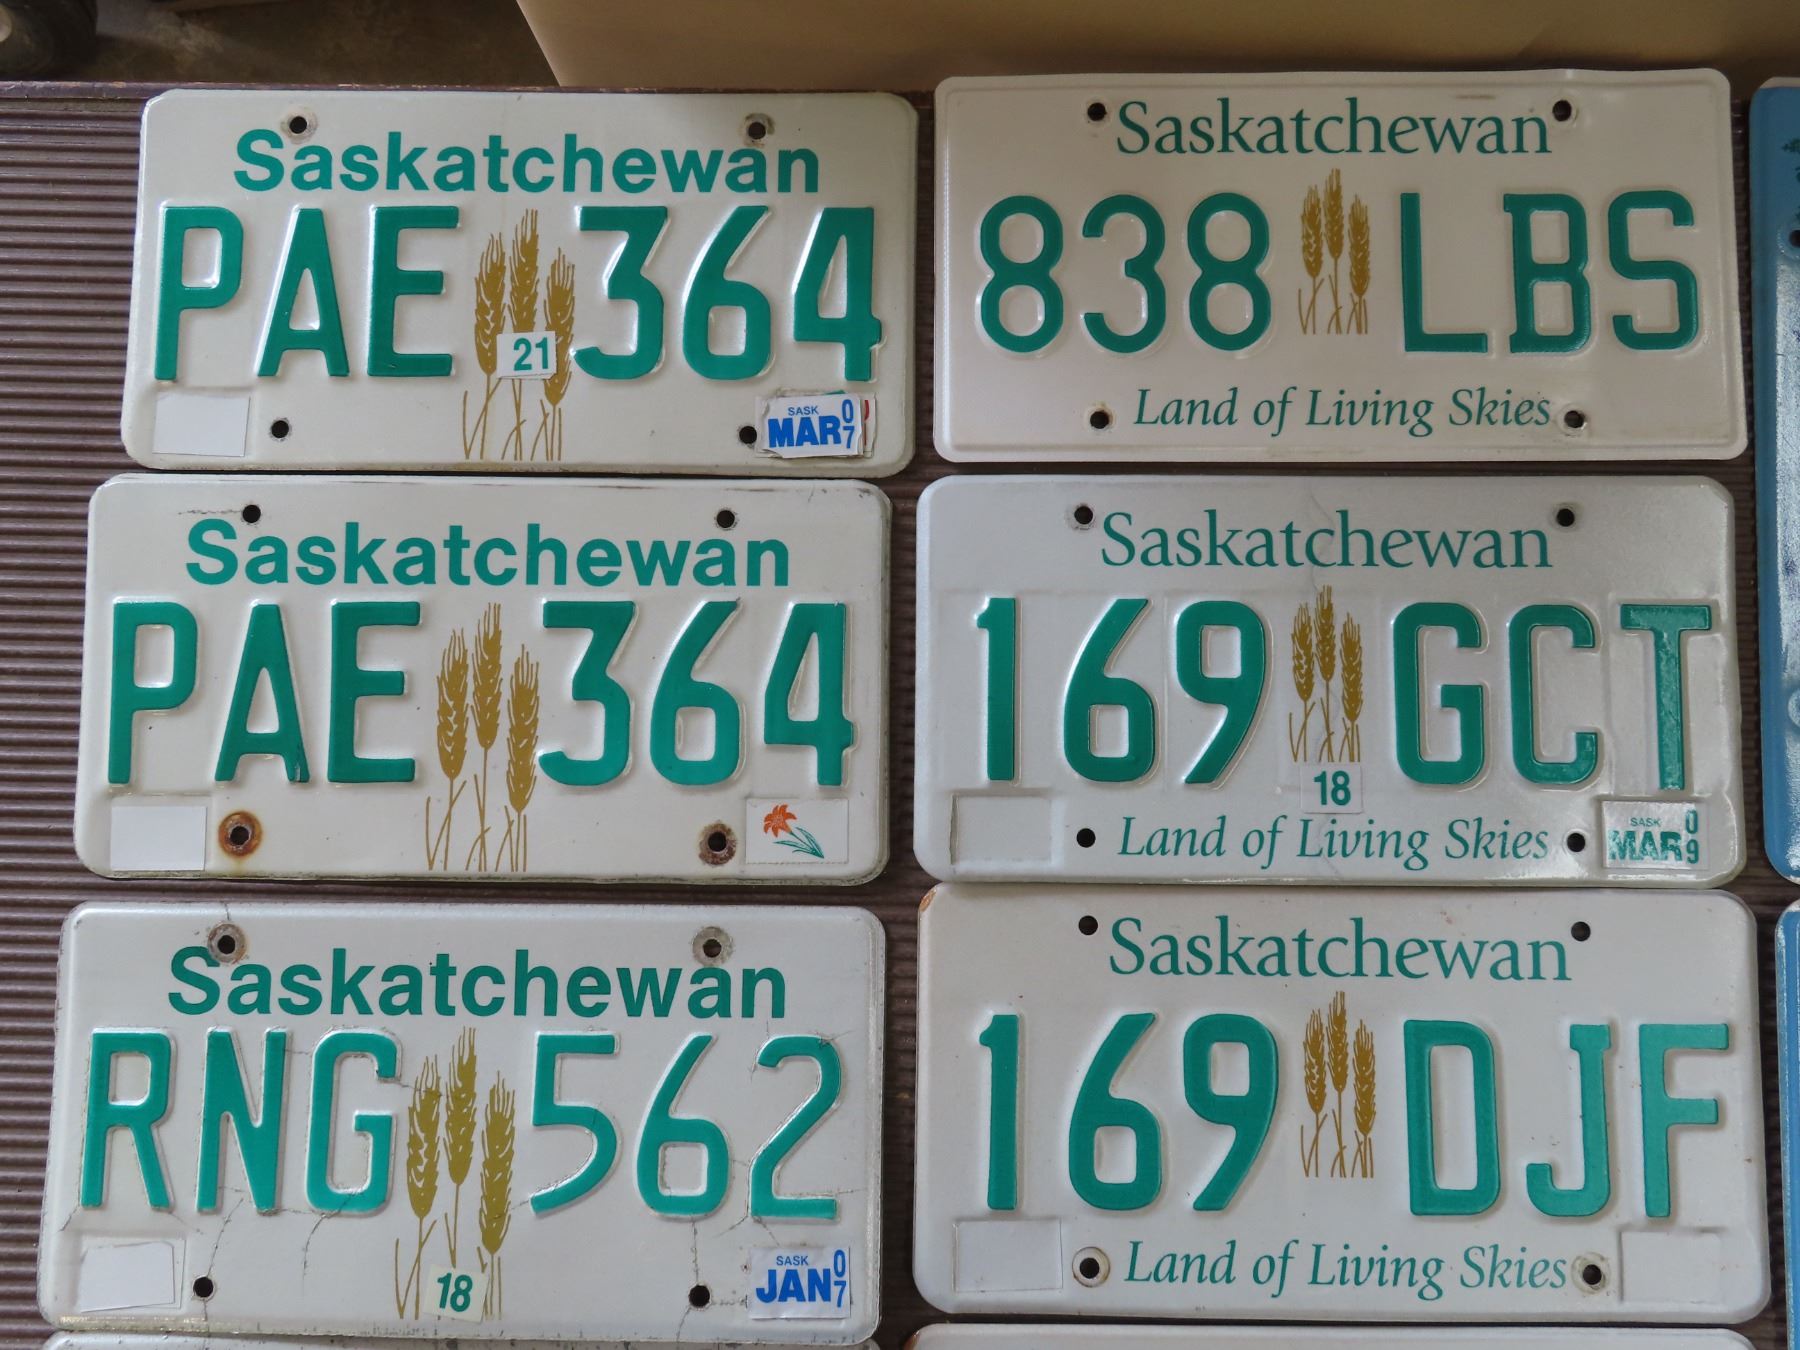 Saskatchewan
PAE 364
21
SASK
MAR 07
Saskatchewan
838 LBS
Land of Living Skies
Saskatchewan
PAE 364
Saskatchewan
169 GCT
18
Land of Living Skies
SASK
MAR 09
Saskatchewan
RNG 562
18
SASK
JAN 07
Saskatchewan
169 DJF
Land of Living Skies